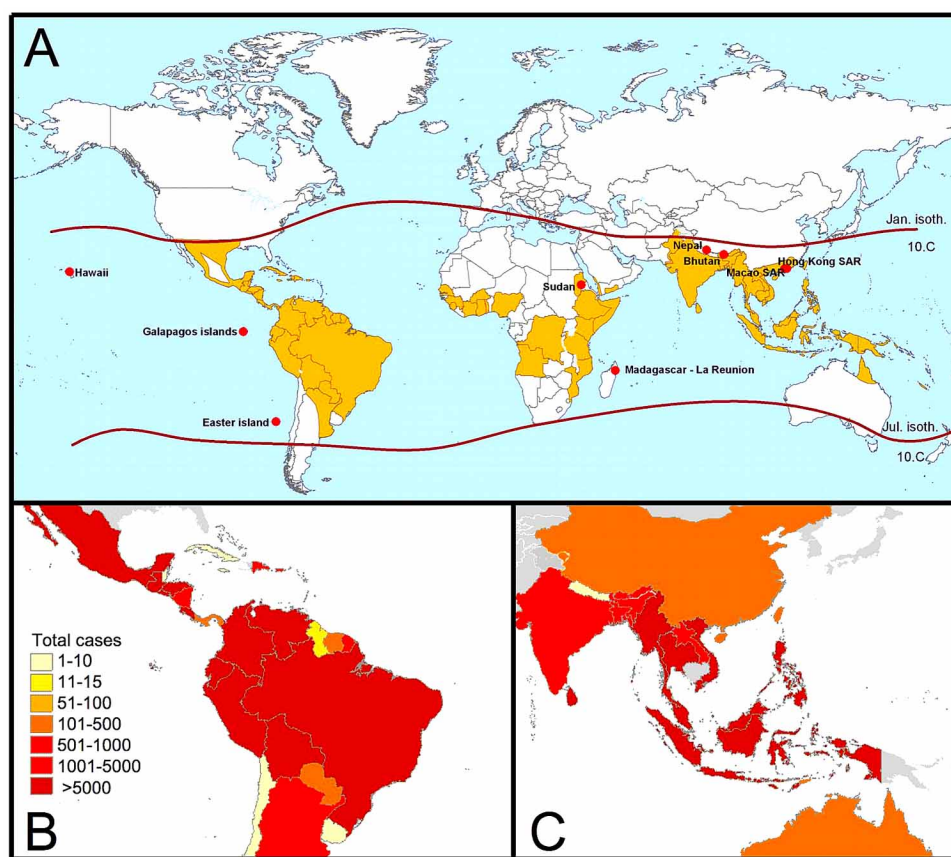 A
Jan. isoth.
10.C
Hawaii
Nepal
Bhutan
Hong Kong SAR
Macao SAR
Sudan
Galapagos islands
Madagascar - La Reunion
Easter island
Jul. isoth.
10.C
Total cases
1-10
11-15
51-100
101-500
501-1000
1001-5000
>5000
B
C